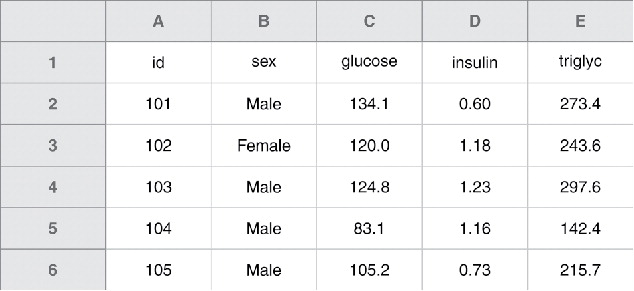 A B C D E
1 id sex glucose insulin triglyc
2 101 Male 134.1 0.60 273.4
3 102 Female 120.0 1.18 243.6
4 103 Male 124.8 1.23 297.6
5 104 Male 83.1 1.16 142.4
6 105 Male 105.2 0.73 215.7